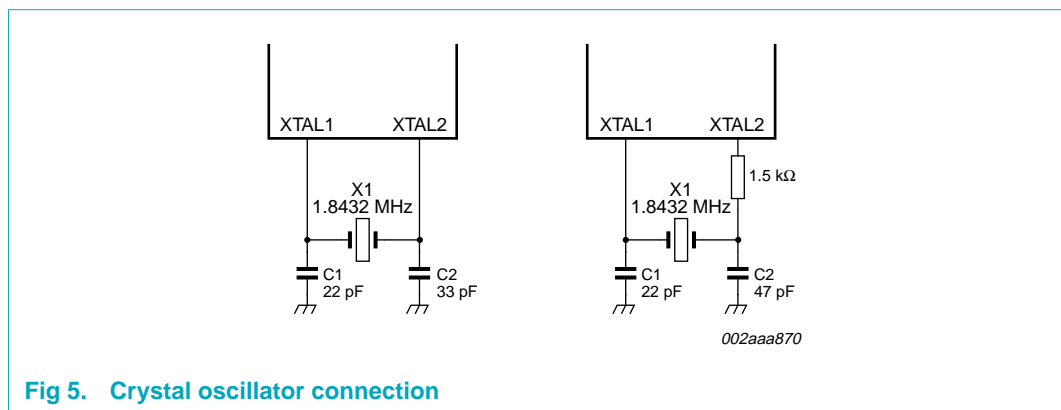 XTAL1 XTAL2
X1
1.8432 MHz
C1
22 pF
C2
33 pF
XTAL1 XTAL2
1.5 kΩ
X1
1.8432 MHz
C1
22 pF
C2
47 pF
002aaa870
Fig 5. Crystal oscillator connection